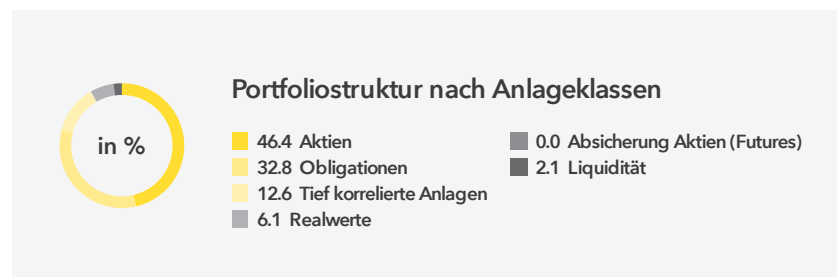 Portfoliostruktur nach Anlageklassen
in %
46.4 Aktien
32.8 Obligationen
12.6 Tief korrelierte Anlagen
6.1 Realwerte
0.0 Absicherung Aktien (Futures)
2.1 Liquidität